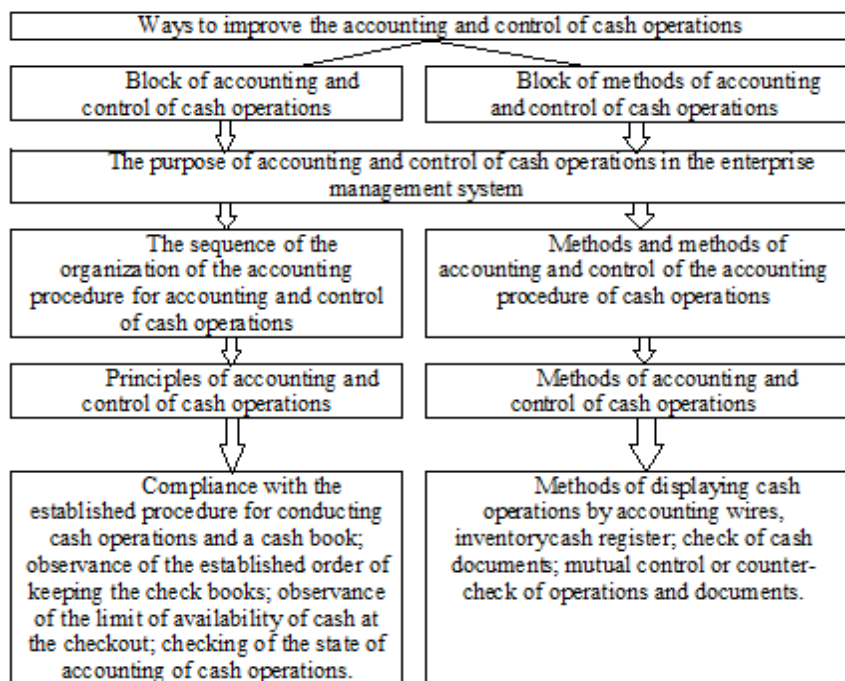 Ways to improve the accounting and control of cash operations
Block of accounting and
control of cash operations
Block of methods of accounting
and control of cash operations
The purpose of accounting and control of cash operations in the enterprise
management system
The sequence of the
organization of the accounting
procedure for accounting and control
of cash operations
Methods and methods of
accounting and control of the accounting
procedure of cash operations
Principles of accounting and
control of cash operations
Methods of accounting and
control of cash operations
Compliance with the
established procedure for conducting
cash operations and a cash book;
observance of the established order of
keeping the check books; observance
of the limit of availability of cash at
the checkout; checking of the state of
accounting of cash operations.
Methods of displaying cash
operations by accounting wires,
inventorycash register; check of cash
documents; mutual control or counter-
check of operations and documents.